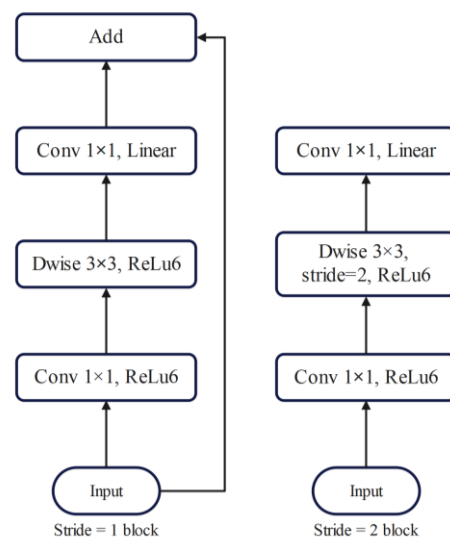 Add
Conv 1×1, Linear
Dwise 3×3, ReLu6
Conv 1×1, ReLu6
Input
Stride = 1 block
Conv 1×1, Linear
Dwise 3×3,
stride=2, ReLu6
Conv 1×1, ReLu6
Input
Stride = 2 block